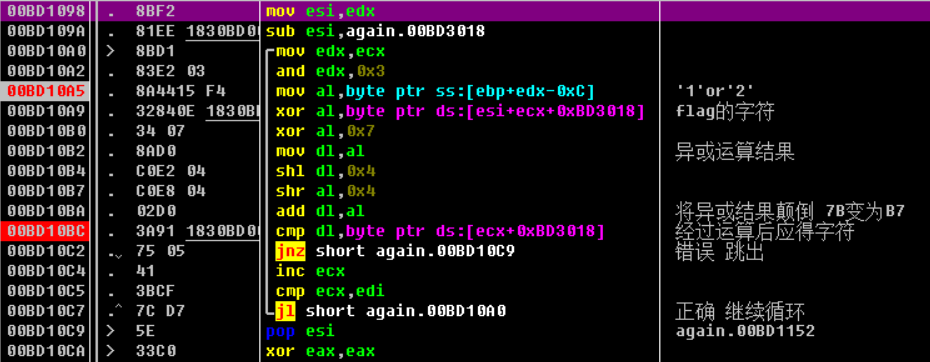 00BD1098 . 8BF2 mov esi,edx
00BD109A . 81EE 1830BD00 sub esi,again.00BD3018
00BD10A0 > 8BD1 mov edx,ecx
00BD10A2 . 83E2 03 and edx,0x3
00BD10A5 . 8A4415 F4 mov al,byte ptr ss:[ebp+edx-0xC] '1'or'2'
00BD10A9 . 32840E 1830B xor al,byte ptr ds:[esi+ecx+0xBD3018] flag的字符
00BD10B0 . 34 07 xor al,0x7
00BD10B2 . 8AD0 mov dl,al 异或运算结果
00BD10B4 . C0E2 04 shl dl,0x4
00BD10B7 . C0E8 04 shr al,0x4
00BD10BA . 02D0 add dl,al 将异或结果颠倒 7B变为B7
00BD10BC . 3A91 1830BD00 cmp dl,byte ptr ds:[ecx+0xBD3018] 经过运算后应得字符
00BD10C2 . 75 05 jnz short again.00BD10C9 错误 跳出
00BD10C4 . 41 inc ecx
00BD10C5 . 3BCF cmp ecx,edi
00BD10C7 .^ 7C D7 jl short again.00BD10A0 正确 继续循环
00BD10C9 > 5E pop esi again.00BD1152
00BD10CA > 33C0 xor eax,eax